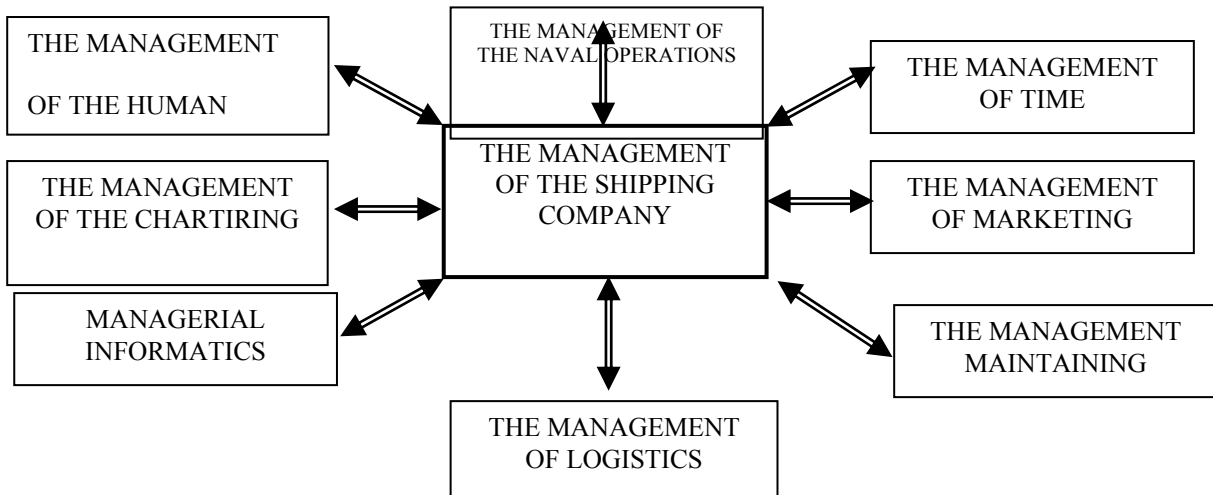 THE MANAGEMENT
OF THE HUMAN
THE MANAGEMENT OF
THE NAVAL OPERATIONS
THE MANAGEMENT
OF TIME
THE MANAGEMENT
OF THE CHARTIRING
THE MANAGEMENT
OF THE SHIPPING
COMPANY
THE MANAGEMENT
OF MARKETING
MANAGERIAL
INFORMATICS
THE MANAGEMENT
OF LOGISTICS
THE MANAGEMENT
MAINTAINING